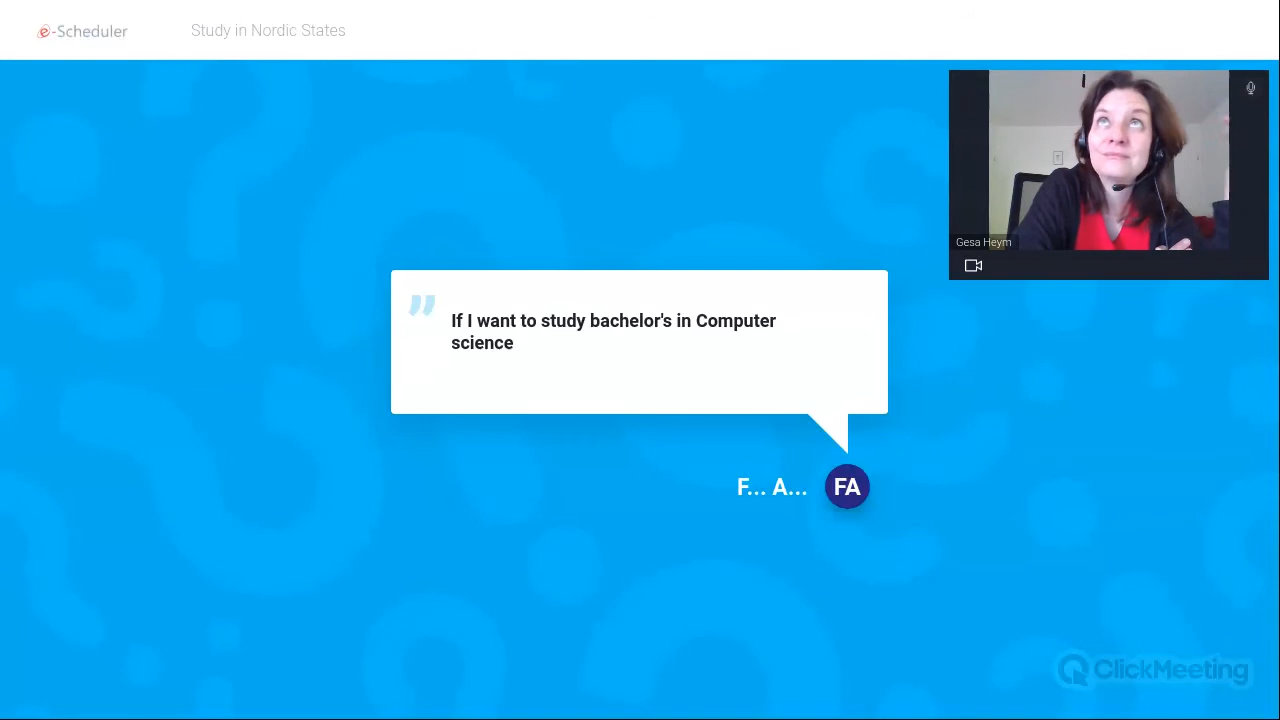 e-Scheduler
Study in Nordic States
Gesa Heym
" If I want to study bachelor's in Computer
science
F... A...
FA
ClickMeeting